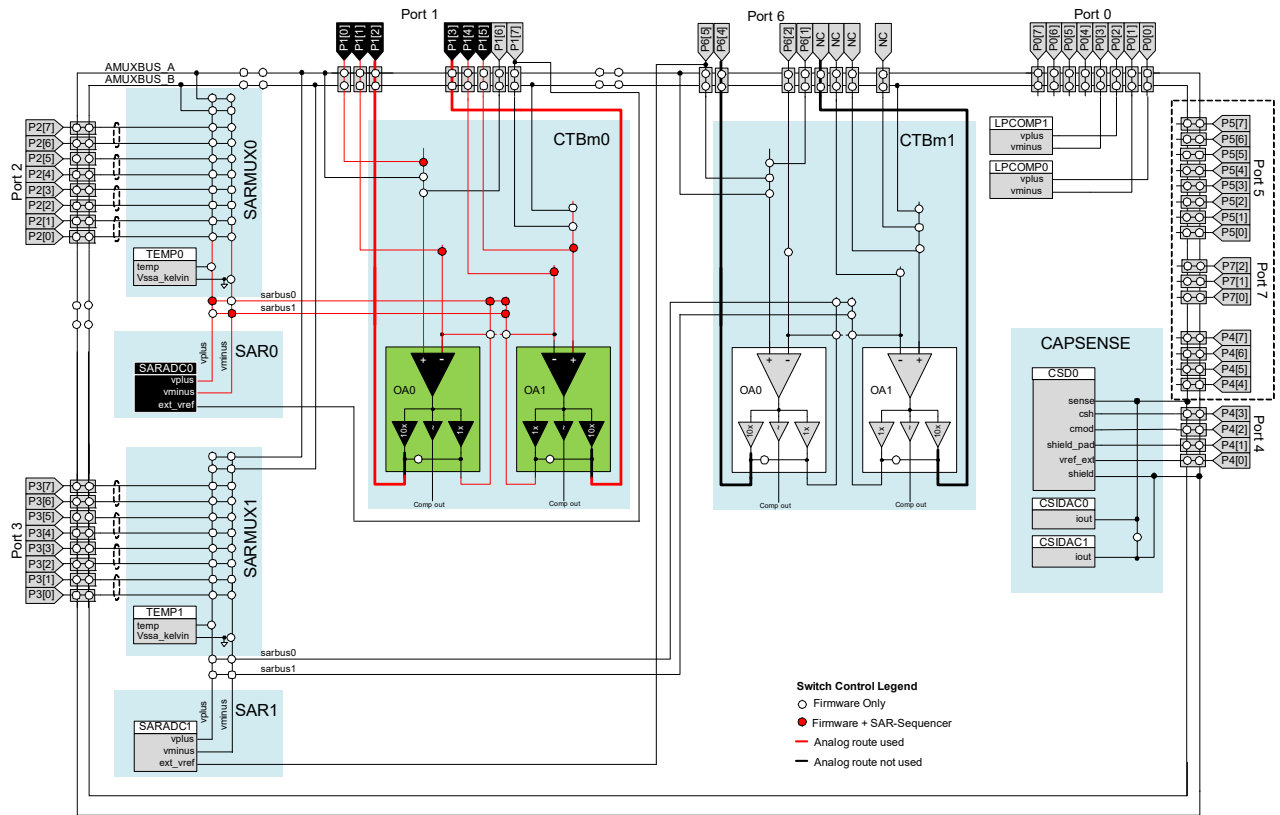 Port 1
Port 6
Port 0
P1[0]
P1[1]
P1[2]
P1[3]
P1[4]
P1[5]
P1[6]
P1[7]
P6[5]
P6[4]
P6[2]
P6[1]
NC
NC
NC
NC
P0[7]
P0[6]
P0[5]
P0[4]
P0[3]
P0[2]
P0[1]
P0[0]
AMUXBUS_A
AMUXBUS_B
Port 2
P2[7]
P2[6]
P2[5]
P2[4]
P2[3]
P2[2]
P2[1]
P2[0]
SARMUX0
TEMP0
temp
Vssa_kelvin
sarbus0
sarbus1
vplus
vminus
SAR0
SARADC0
vplus
vminus
ext_vref
CTBm0
+
-
-
+
OA0
OA1
10x
~
1x
1x
~
10x
Comp out
Comp out
CTBm1
+
-
-
+
OA0
OA1
10x
~
1x
1x
~
10x
Comp out
Comp out
LPCOMP1
vplus
vminus
LPCOMP0
vplus
vminus
P5[7]
P5[6]
P5[5]
P5[4]
P5[3]
P5[2]
P5[1]
P5[0]
Port 5
P7[2]
P7[1]
P7[0]
Port 7
P4[7]
P4[6]
P4[5]
P4[4]
P4[3]
P4[2]
P4[1]
P4[0]
Port 4
CAPSENSE
CSD0
sense
csh
cmod
shield_pad
vref_ext
shield
CSIDAC0
iout
CSIDAC1
iout
Port 3
P3[7]
P3[6]
P3[5]
P3[4]
P3[3]
P3[2]
P3[1]
P3[0]
SARMUX1
TEMP1
temp
Vssa_kelvin
sarbus0
sarbus1
vplus
vminus
SAR1
SARADC1
vplus
vminus
ext_vref
Switch Control Legend
Firmware Only
Firmware + SAR-Sequencer
Analog route used
Analog route not used